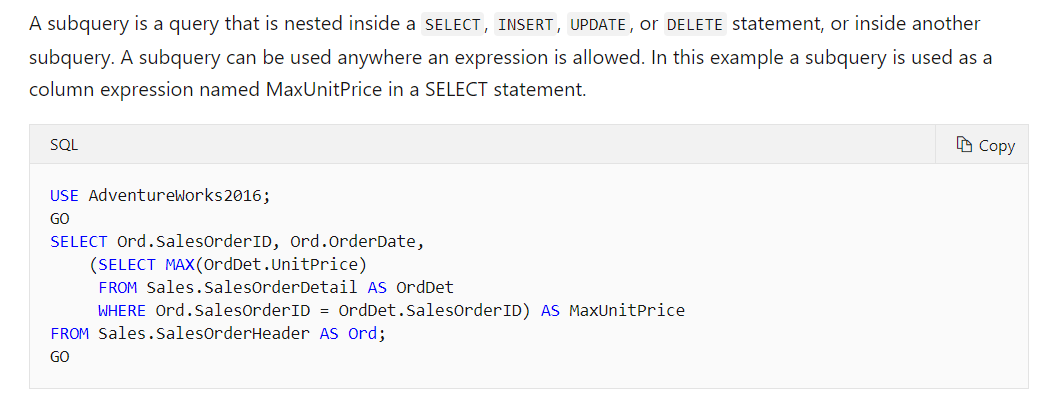 A subquery is a query that is nested inside a SELECT, INSERT, UPDATE, or DELETE statement, or inside another
subquery. A subquery can be used anywhere an expression is allowed. In this example a subquery is used as a
column expression named MaxUnitPrice in a SELECT statement.
SQL Copy
USE AdventureWorks2016;
GO
SELECT Ord.SalesOrderID, Ord.OrderDate,
    (SELECT MAX(OrdDet.UnitPrice)
     FROM Sales.SalesOrderDetail AS OrdDet
     WHERE Ord.SalesOrderID = OrdDet.SalesOrderID) AS MaxUnitPrice
FROM Sales.SalesOrderHeader AS Ord;
GO